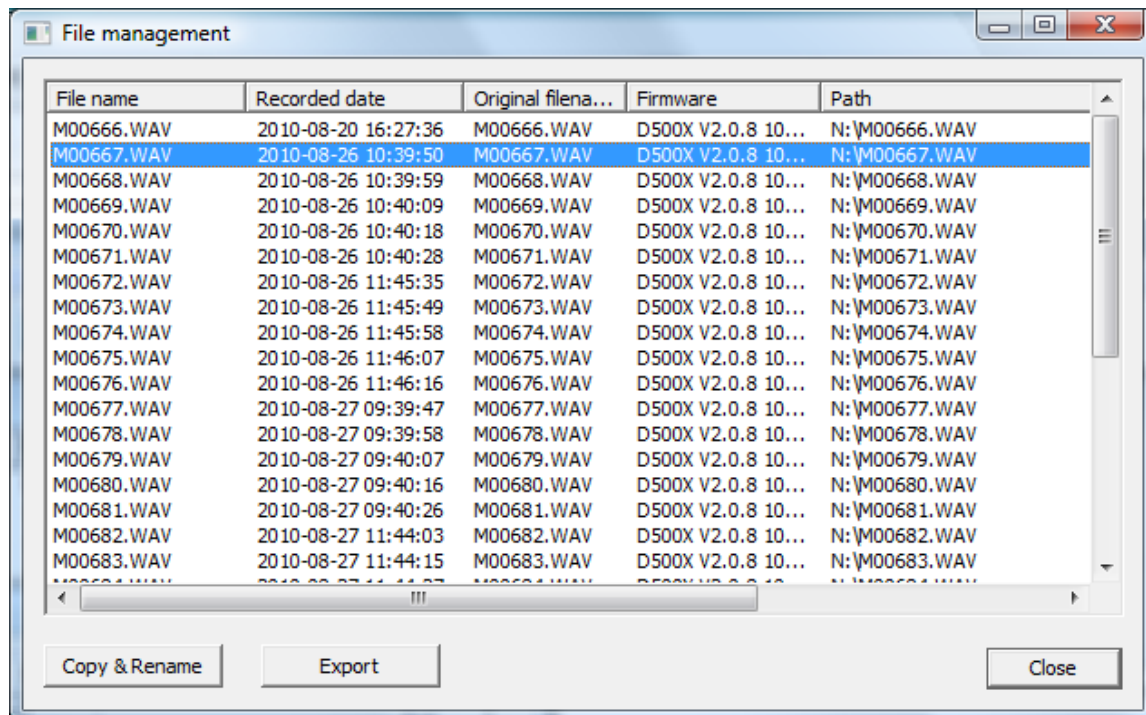 File management
File name Recorded date Original filena... Firmware Path
M00666.WAV 2010-08-20 16:27:36 M00666.WAV D500X V2.0.8 10... N:\M00666.WAV
M00667.WAV 2010-08-26 10:39:50 M00667.WAV D500X V2.0.8 10... N:\M00667.WAV
M00668.WAV 2010-08-26 10:39:59 M00668.WAV D500X V2.0.8 10... N:\M00668.WAV
M00669.WAV 2010-08-26 10:40:09 M00669.WAV D500X V2.0.8 10... N:\M00669.WAV
M00670.WAV 2010-08-26 10:40:18 M00670.WAV D500X V2.0.8 10... N:\M00670.WAV
M00671.WAV 2010-08-26 10:40:28 M00671.WAV D500X V2.0.8 10... N:\M00671.WAV
M00672.WAV 2010-08-26 11:45:35 M00672.WAV D500X V2.0.8 10... N:\M00672.WAV
M00673.WAV 2010-08-26 11:45:49 M00673.WAV D500X V2.0.8 10... N:\M00673.WAV
M00674.WAV 2010-08-26 11:45:58 M00674.WAV D500X V2.0.8 10... N:\M00674.WAV
M00675.WAV 2010-08-26 11:46:07 M00675.WAV D500X V2.0.8 10... N:\M00675.WAV
M00676.WAV 2010-08-26 11:46:16 M00676.WAV D500X V2.0.8 10... N:\M00676.WAV
M00677.WAV 2010-08-27 09:39:47 M00677.WAV D500X V2.0.8 10... N:\M00677.WAV
M00678.WAV 2010-08-27 09:39:58 M00678.WAV D500X V2.0.8 10... N:\M00678.WAV
M00679.WAV 2010-08-27 09:40:07 M00679.WAV D500X V2.0.8 10... N:\M00679.WAV
M00680.WAV 2010-08-27 09:40:16 M00680.WAV D500X V2.0.8 10... N:\M00680.WAV
M00681.WAV 2010-08-27 09:40:26 M00681.WAV D500X V2.0.8 10... N:\M00681.WAV
M00682.WAV 2010-08-27 11:44:03 M00682.WAV D500X V2.0.8 10... N:\M00682.WAV
M00683.WAV 2010-08-27 11:44:15 M00683.WAV D500X V2.0.8 10... N:\M00683.WAV
Copy & Rename Export Close